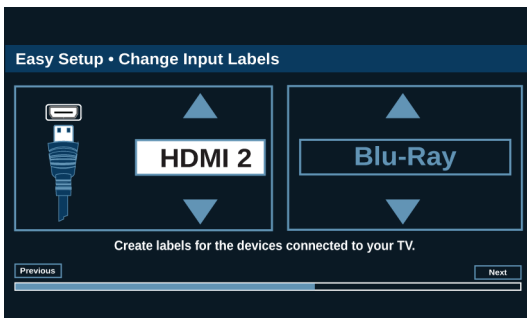 Easy Setup • Change Input Labels
HDMI 2
Blu-Ray
Create labels for the devices connected to your TV.
Previous
Next